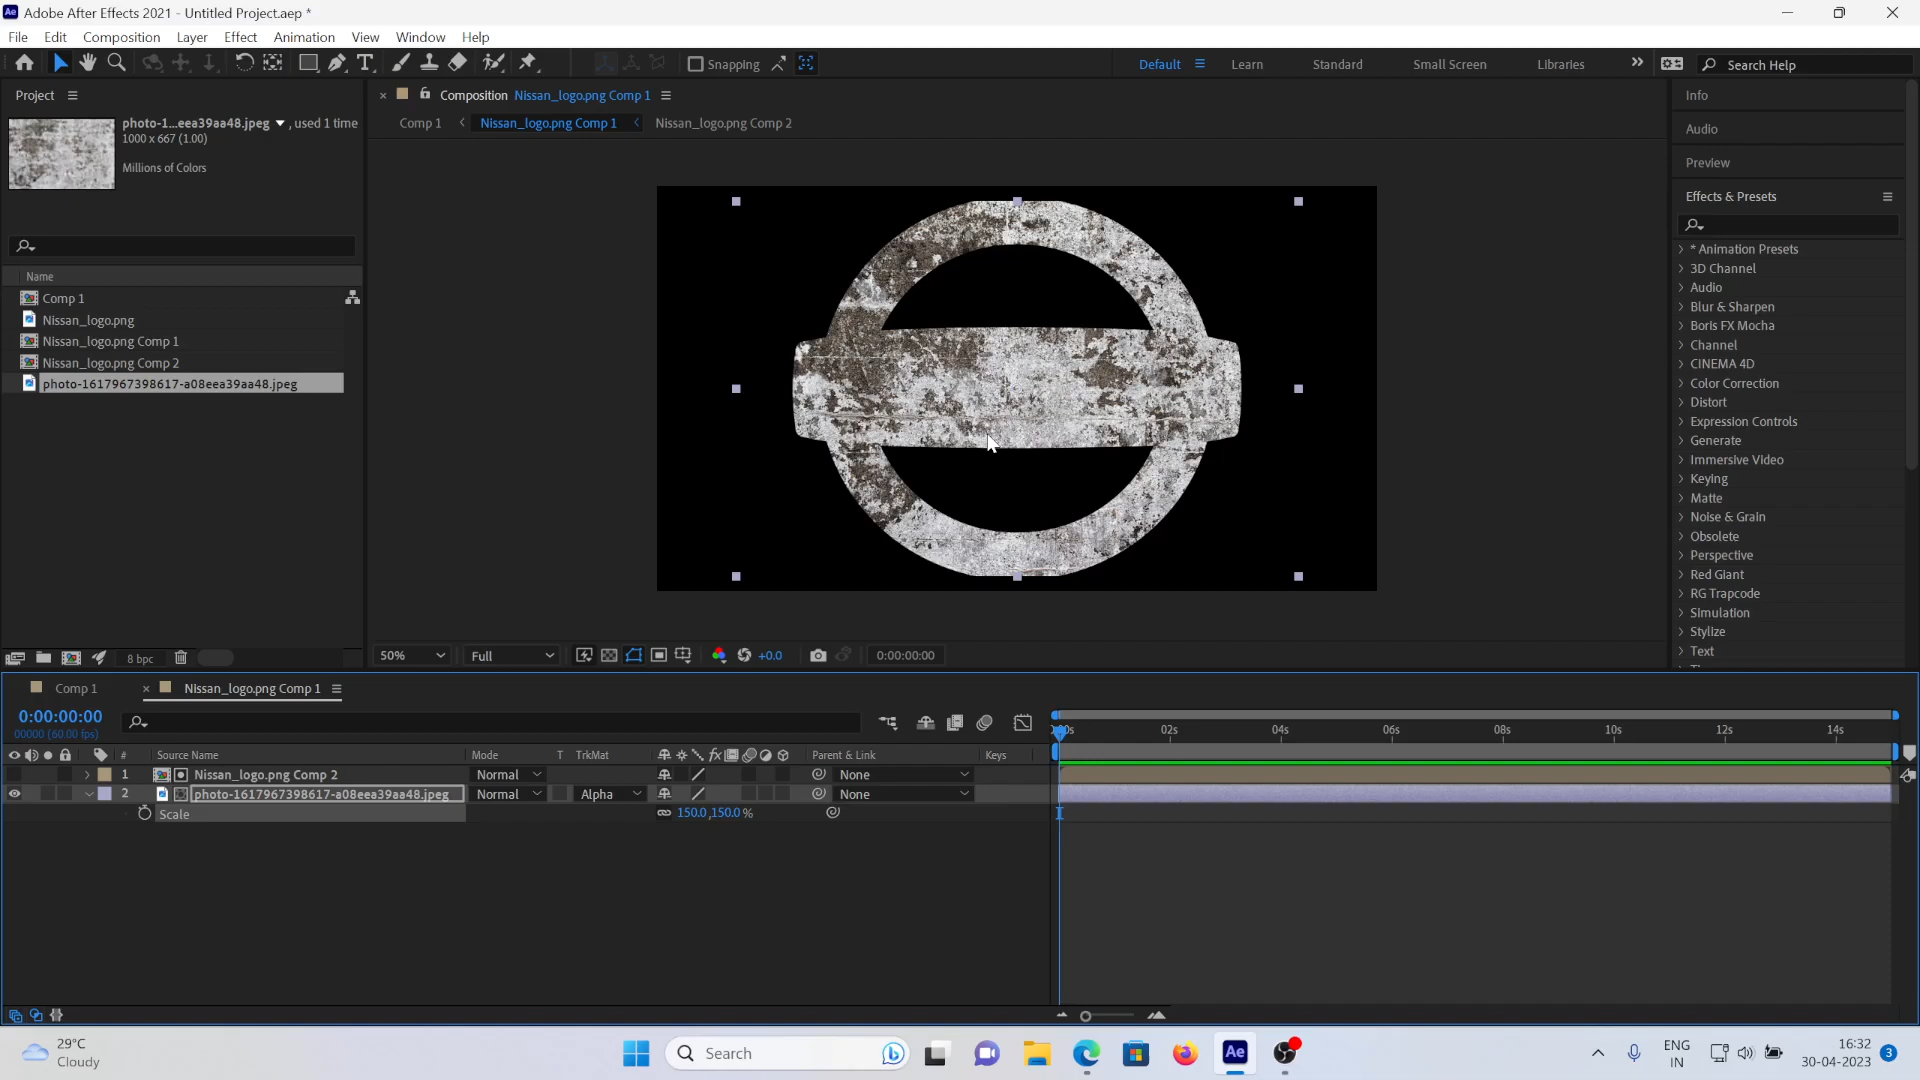 Adobe After Effects 2021 - Untitled Project.aep *
File Edit Composition Layer Effect Animation View Window Help
Snapping Default Learn Standard Small Screen Libraries Search Help
Project
photo-1...eea39aa48.jpeg , used 1 time
1000 x 667 (1.00)
Millions of Colors
Name
Comp 1
Nissan_logo.png
Nissan_logo.png Comp 1
Nissan_logo.png Comp 2
photo-1617967398617-a08eea39aa48.jpeg
8 bpc
Composition Nissan_logo.png Comp 1
Comp 1 Nissan_logo.png Comp 1 Nissan_logo.png Comp 2
50% Full +0.0 0:00:00:00
Info
Audio
Preview
Effects & Presets
* Animation Presets
3D Channel
Audio
Blur & Sharpen
Boris FX Mocha
Channel
CINEMA 4D
Color Correction
Distort
Expression Controls
Generate
Immersive Video
Keying
Matte
Noise & Grain
Obsolete
Perspective
Red Giant
RG Trapcode
Simulation
Stylize
Text
Comp 1 Nissan_logo.png Comp 1
0:00:00:00
00000 (60.00 fps)
02s 04s 06s 08s 10s 12s 14s
# Source Name Mode T TrkMat Parent & Link Keys
1 Nissan_logo.png Comp 2 Normal None
2 photo-1617967398617-a08eea39aa48.jpeg Normal Alpha None
Scale 150.0,150.0 %
29°C
Cloudy
Search
Ae
ENG
IN
16:32
30-04-2023
3